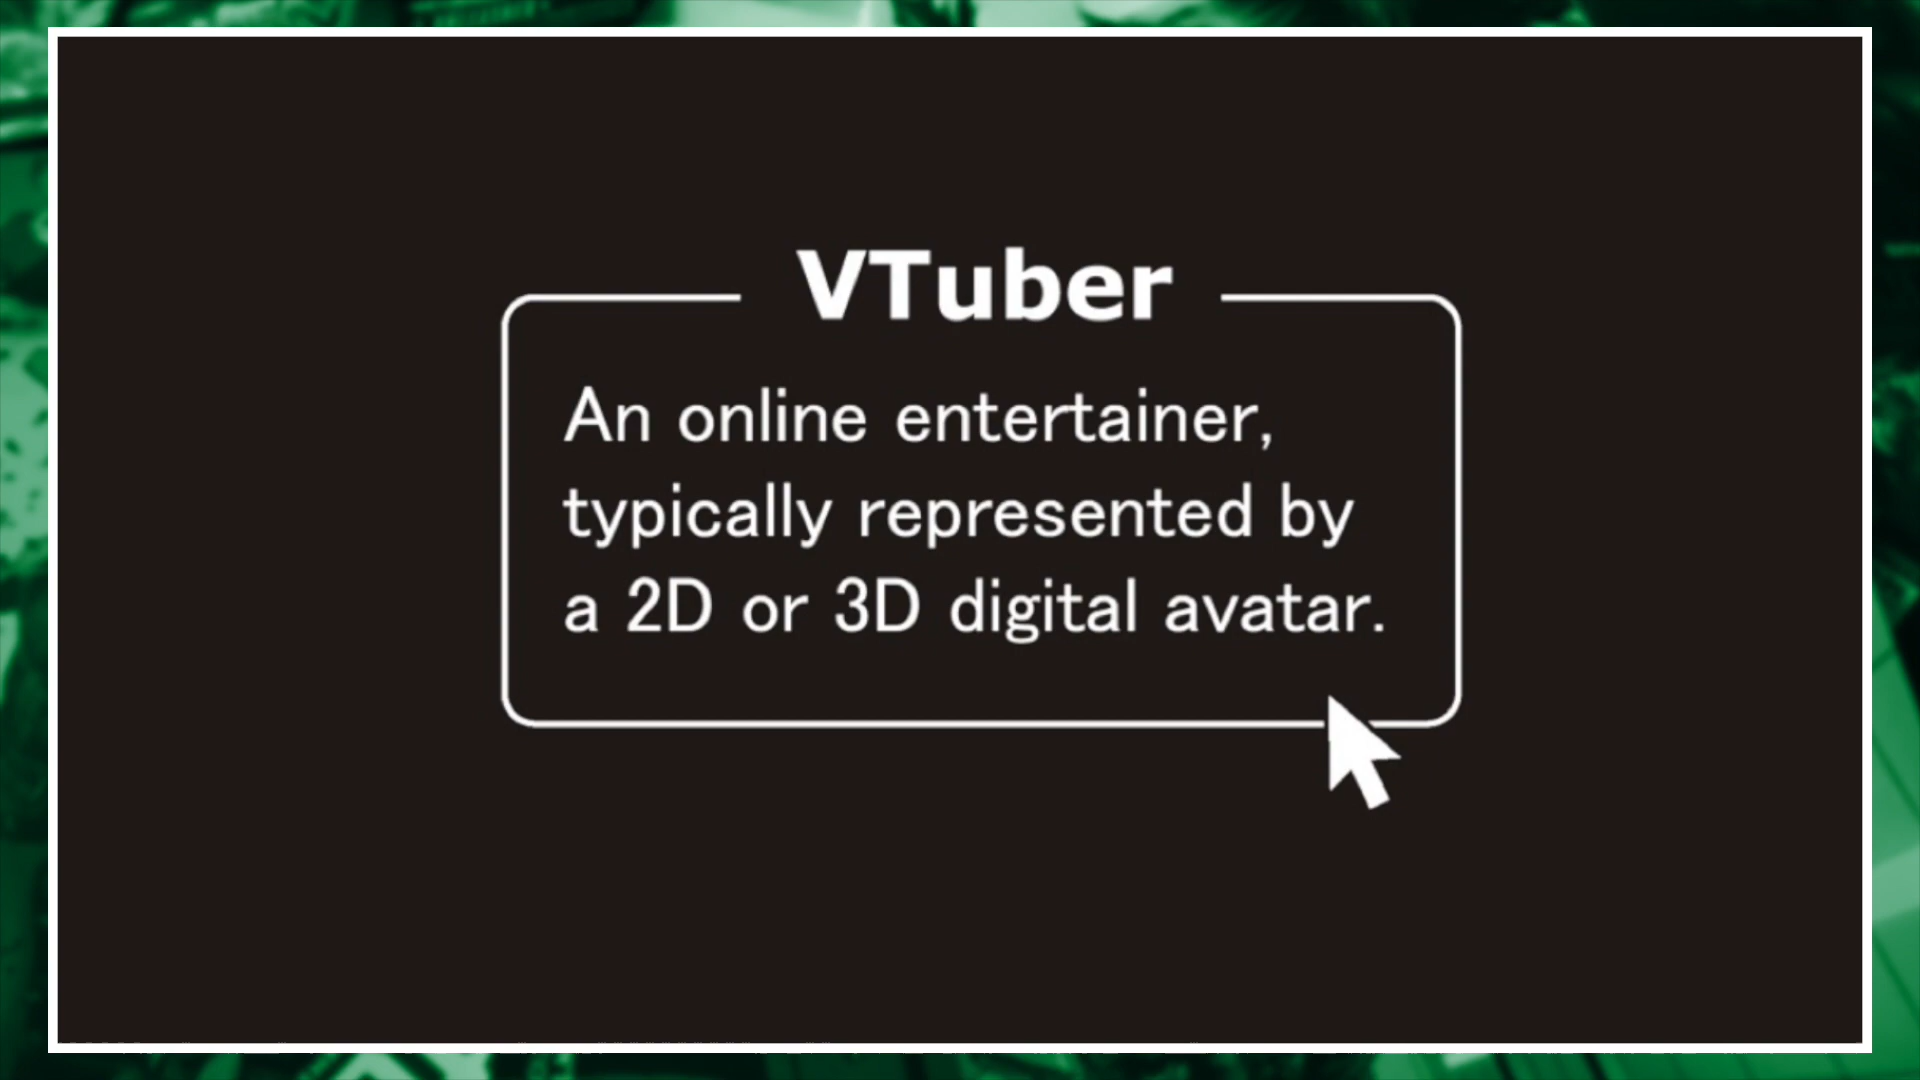 VTuber
An online entertainer,
typically represented by
a 2D or 3D digital avatar.